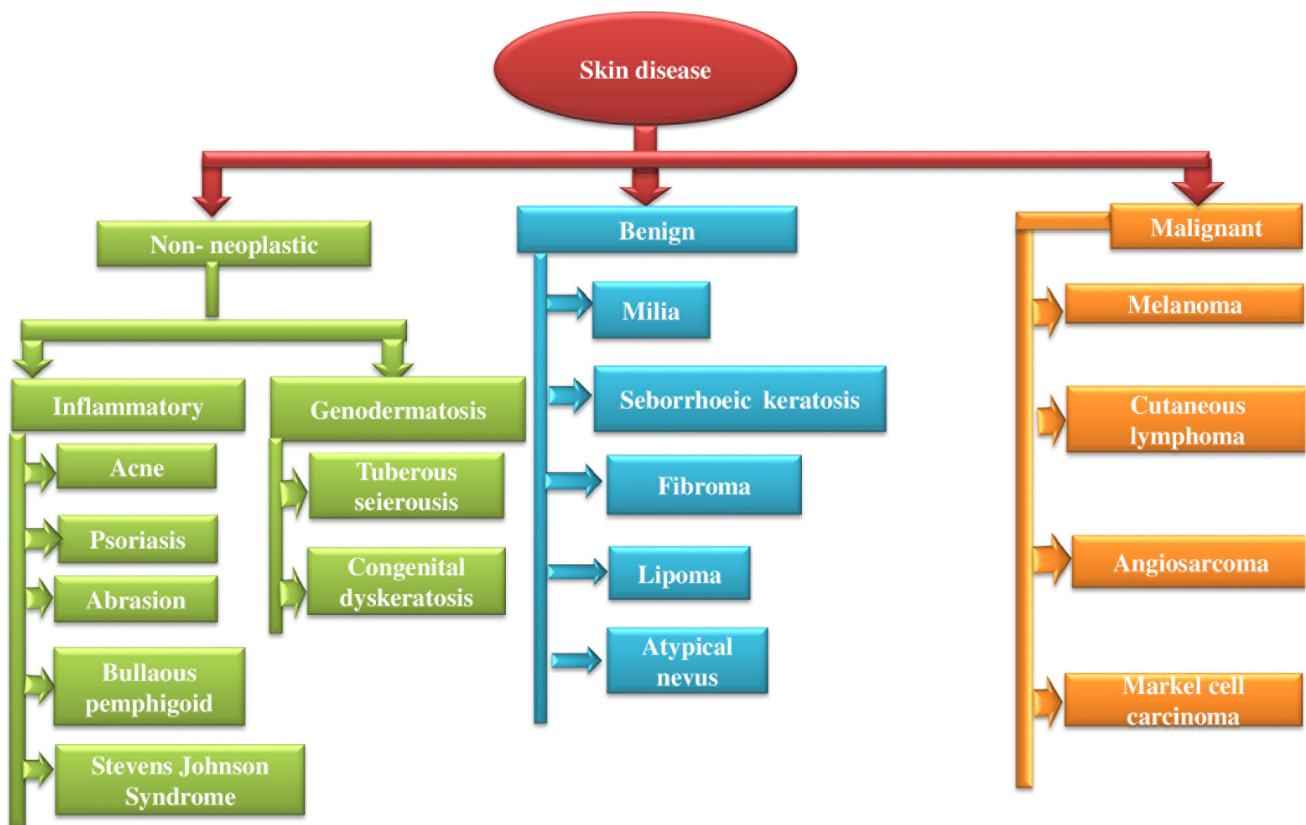 Skin disease
Non- neoplastic
Benign
Malignant
Inflammatory
Genodermatosis
Acne
Psoriasis
Abrasion
Bullaous
pemphigoid
Stevens Johnson
Syndrome
Tuberous
seierousis
Congenital
dyskeratosis
Milia
Seborrhoeic keratosis
Fibroma
Lipoma
Atypical
nevus
Melanoma
Cutaneous
lymphoma
Angiosarcoma
Markel cell
carcinoma